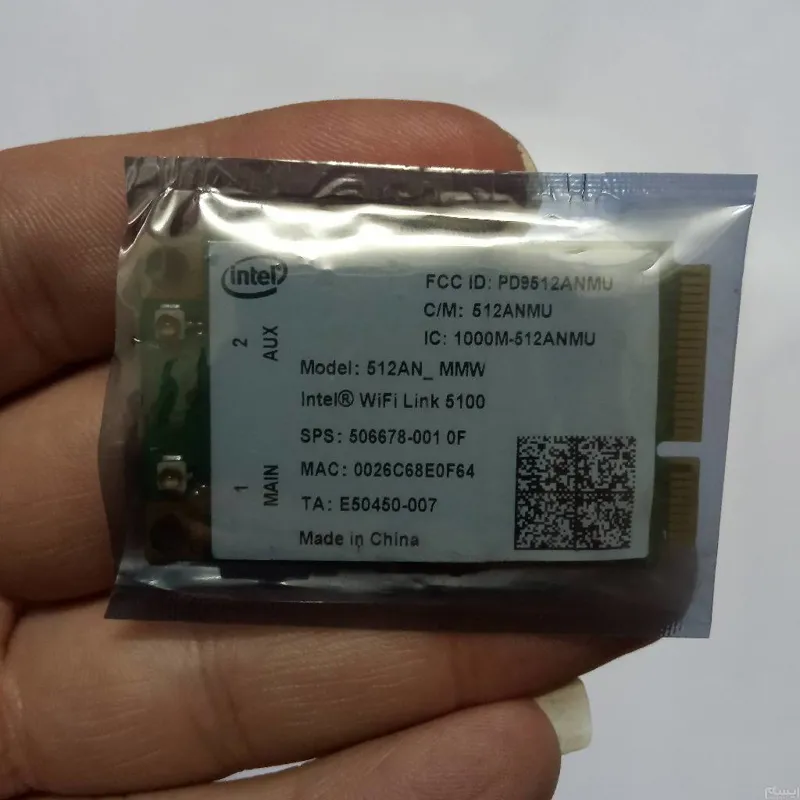 intel
FCC ID: PD9512ANMU
C/M: 512ANMU
IC: 1000M-512ANMU
2 AUX
Model: 512AN_ MMW
Intel® WiFi Link 5100
SPS: 506678-001 0F
1 MAIN
MAC: 0026C68E0F64
TA: E50450-007
Made in China